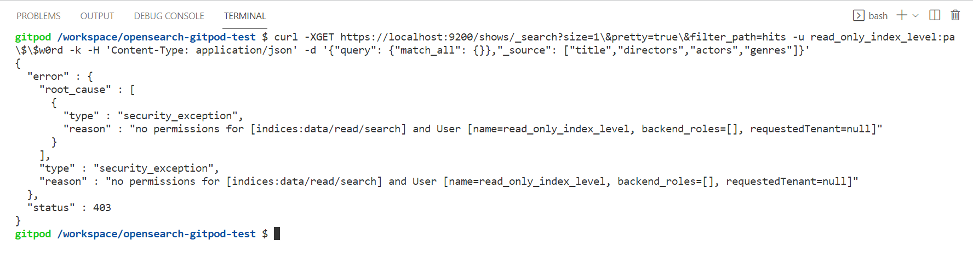 PROBLEMS OUTPUT DEBUG CONSOLE TERMINAL bash
gitpod /workspace/opensearch-gitpod-test $ curl -XGET https://localhost:9200/shows/_search?size=1\&pretty=true\&filter_path=hits -u read_only_index_level:pa
\$\$w0rd -k -H 'Content-Type: application/json' -d '{"query": {"match_all": {}},"_source": ["title","directors","actors","genres"]}'
{
  "error" : {
    "root_cause" : [
      {
        "type" : "security_exception",
        "reason" : "no permissions for [indices:data/read/search] and User [name=read_only_index_level, backend_roles=[], requestedTenant=null]"
      }
    ],
    "type" : "security_exception",
    "reason" : "no permissions for [indices:data/read/search] and User [name=read_only_index_level, backend_roles=[], requestedTenant=null]"
  },
  "status" : 403
}
gitpod /workspace/opensearch-gitpod-test $